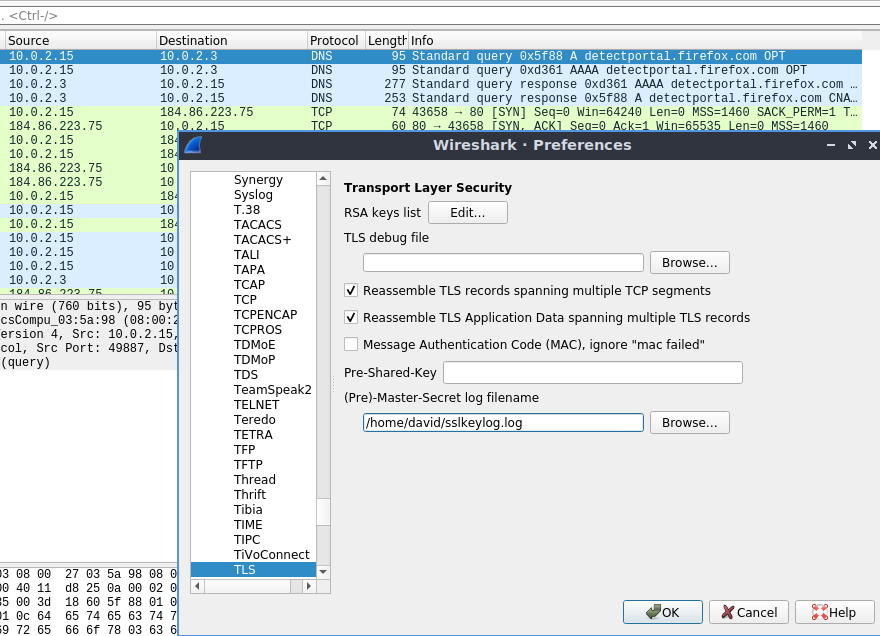 . <Ctrl-/>
Source Destination Protocol Length Info
10.0.2.15 10.0.2.3 DNS 95 Standard query 0x5f88 A detectportal.firefox.com OPT
10.0.2.15 10.0.2.3 DNS 95 Standard query 0xd361 AAAA detectportal.firefox.com OPT
10.0.2.3 10.0.2.15 DNS 277 Standard query response 0xd361 AAAA detectportal.firefox.com …
10.0.2.3 10.0.2.15 DNS 253 Standard query response 0x5f88 A detectportal.firefox.com CNA…
10.0.2.15 184.86.223.75 TCP 74 43658 → 80 [SYN] Seq=0 Win=64240 Len=0 MSS=1460 SACK_PERM=1 T…
184.86.223.75 10.0.2.15 TCP 60 80 → 43658 [SYN, ACK] Seq=0 Ack=1 Win=65535 Len=0 MSS=1460
10.0.2.15 184
10.0.2.15 184
184.86.223.75 10
184.86.223.75 10
10.0.2.15 184
10.0.2.15 10
10.0.2.15 184
10.0.2.15 10
10.0.2.15 10
10.0.2.15 10
10.0.2.3 10
184.86.223.75 10
n wire (760 bits), 95 byt
csCompu_03:5a:98 (08:00:2
ersion 4, Src: 10.0.2.15,
col, Src Port: 49887, Dst
(query)
03 08 00 27 03 5a 98 08 0
00 40 11 d8 25 0a 00 02 0
35 00 3d 18 60 5f 88 01 0
01 0c 64 65 74 65 63 74 7
69 72 65 66 6f 78 03 63 6
Wireshark · Preferences
Synergy
Syslog
T.38
TACACS
TACACS+
TALI
TAPA
TCAP
TCP
TCPENCAP
TCPROS
TDMoE
TDMoP
TDS
TeamSpeak2
TELNET
Teredo
TETRA
TFP
TFTP
Thread
Thrift
Tibia
TIME
TIPC
TiVoConnect
TLS
Transport Layer Security
RSA keys list Edit…
TLS debug file
Browse…
Reassemble TLS records spanning multiple TCP segments
Reassemble TLS Application Data spanning multiple TLS records
Message Authentication Code (MAC), ignore "mac failed"
Pre-Shared-Key
(Pre)-Master-Secret log filename
/home/david/sslkeylog.log Browse…
OK Cancel Help